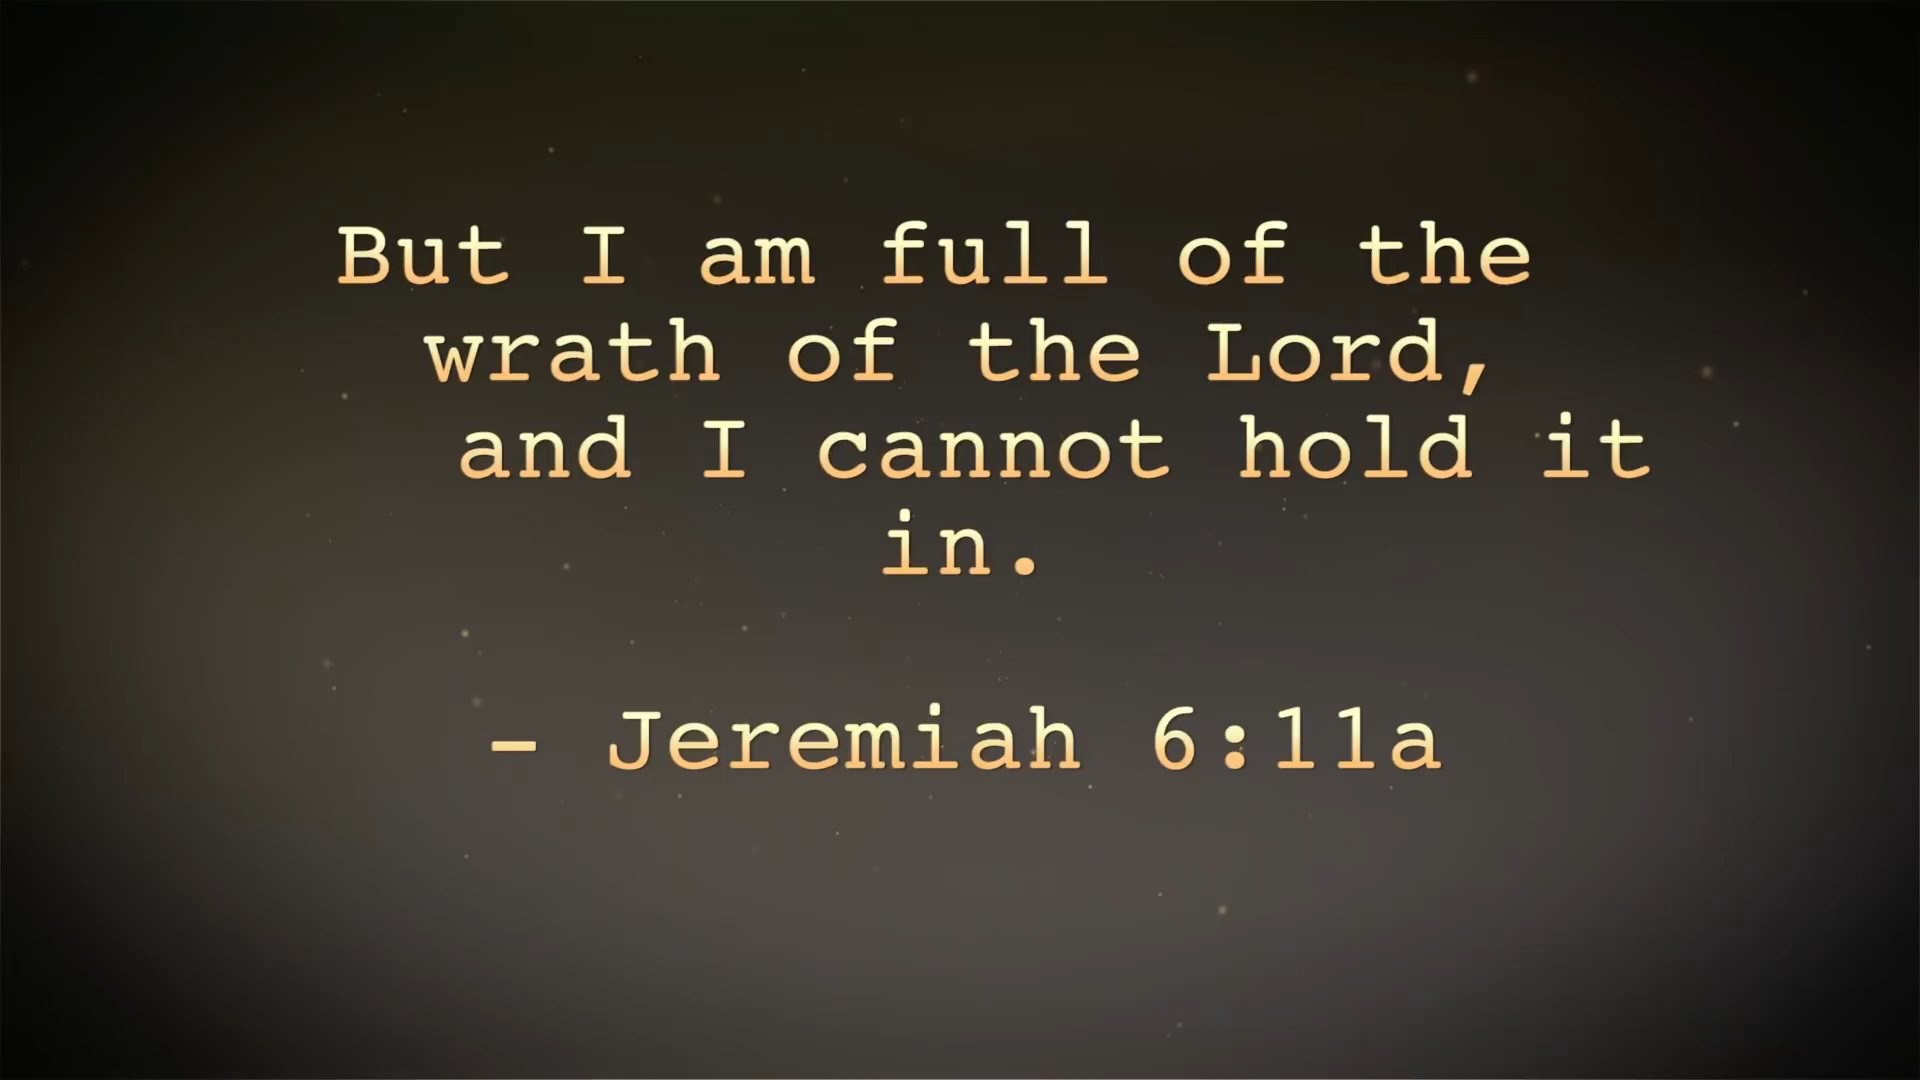 But I am full of the
wrath of the Lord,
and I cannot hold it
in.
- Jeremiah 6:11a